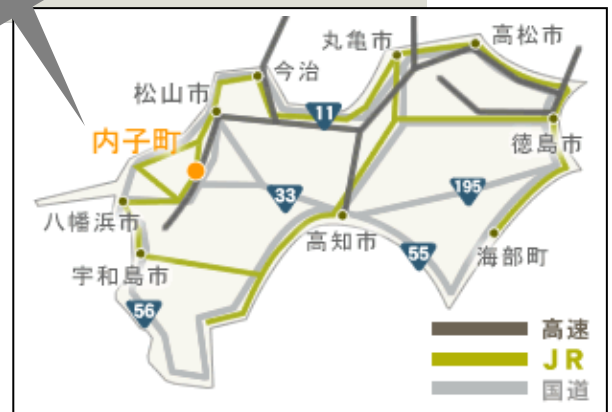 丸亀市
高松市
今治
松山市
11
内子町
徳島市
33
195
八幡浜市
高知市
55
海部町
宇和島市
56
高速
JR
国道